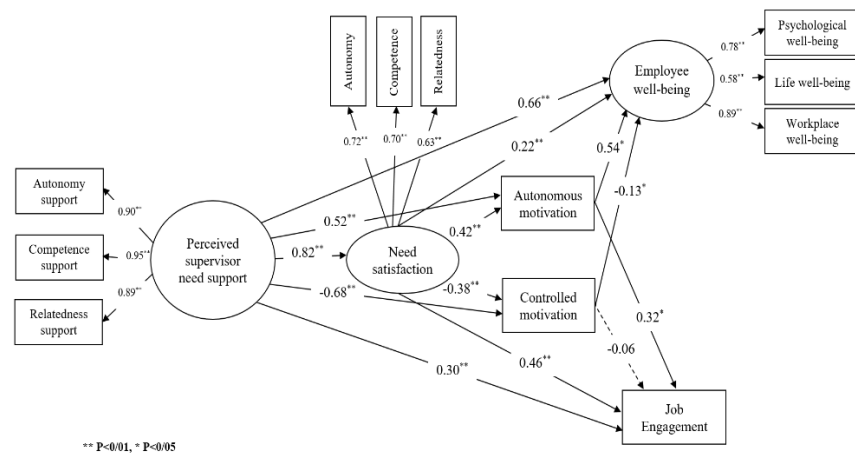 Autonomy
Competence
Relatedness
Psychological
well-being
Life well-being
Workplace
well-being
Employee
well-being
0.78**
0.58**
0.89**
0.72**
0.70**
0.63**
0.66**
0.22**
0.54*
-0.13*
Autonomy
support
Competence
support
Relatedness
support
0.90**
0.95**
0.89**
Perceived
supervisor
need support
0.52**
0.82**
-0.68**
0.30**
Need
satisfaction
0.42**
-0.38**
0.46**
Autonomous
motivation
Controlled
motivation
0.32*
-0.06
Job
Engagement
** P<0/01, * P<0/05